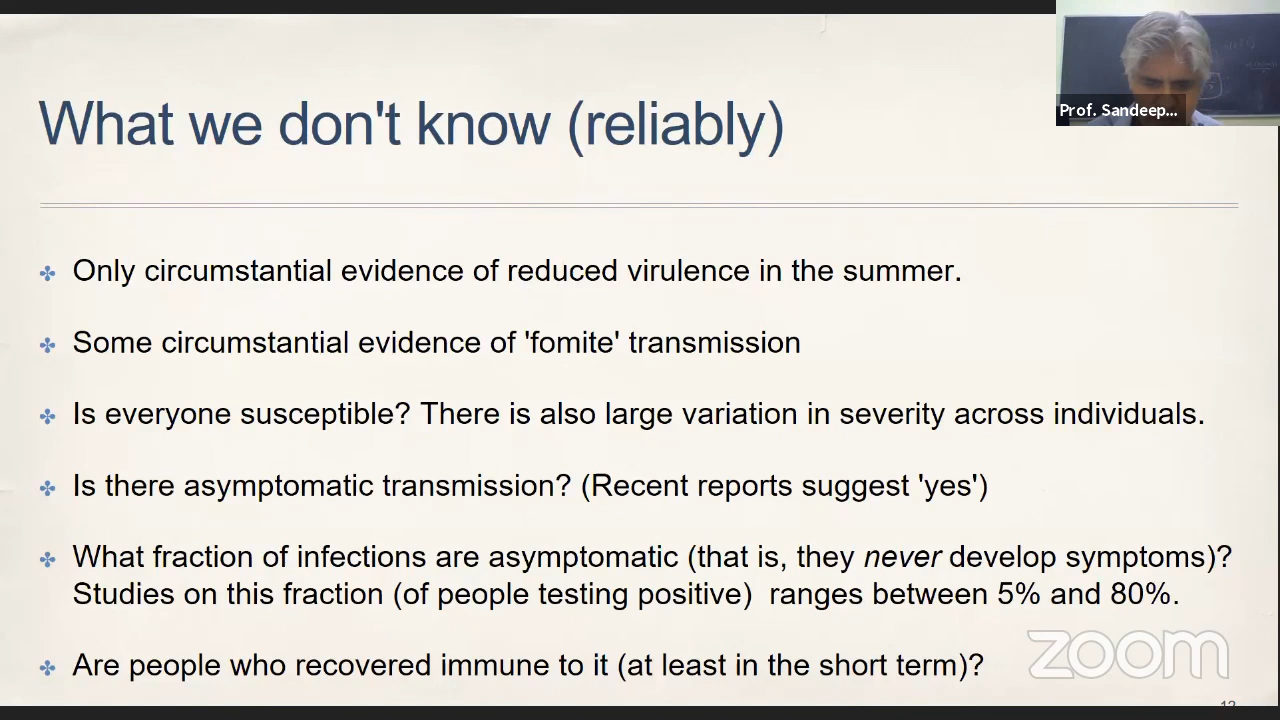 Prof. Sandeep...
What we don't know (reliably)
Only circumstantial evidence of reduced virulence in the summer.
Some circumstantial evidence of 'fomite' transmission
Is everyone susceptible? There is also large variation in severity across individuals.
Is there asymptomatic transmission? (Recent reports suggest 'yes')
What fraction of infections are asymptomatic (that is, they never develop symptoms)?
Studies on this fraction (of people testing positive)  ranges between 5% and 80%.
Are people who recovered immune to it (at least in the short term)?
zoom